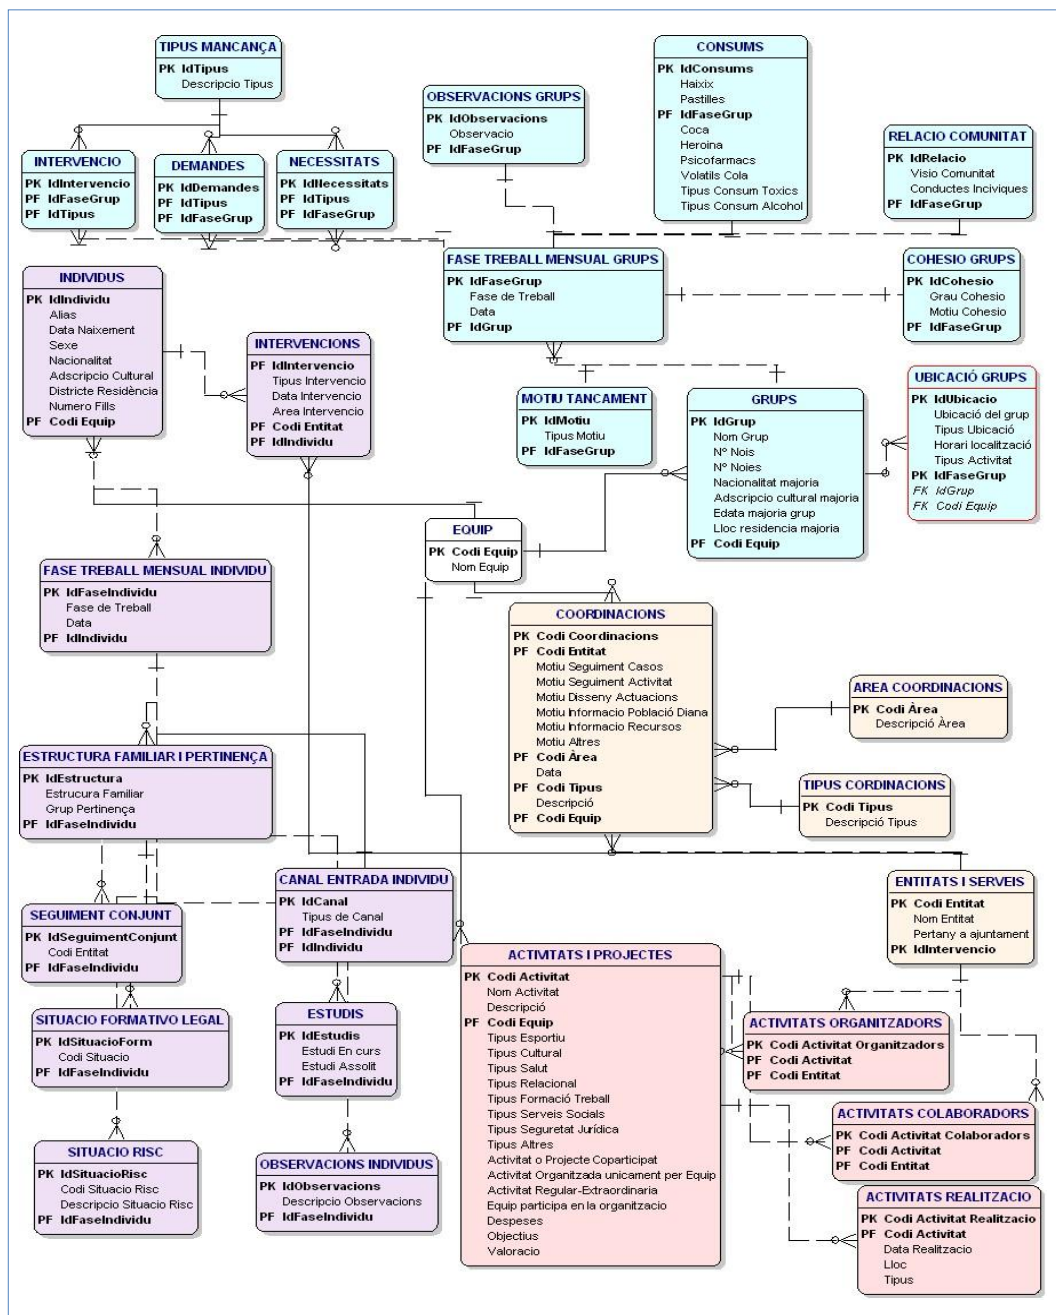 TIPUS MANCANÇA
PK IdTipus
Descripcio Tipus
OBSERVACIONS GRUPS
PK IdObservacions
Observacio
PF IdFaseGrup
CONSUMS
PK IdConsums
Haixix
Pastilles
PF IdFaseGrup
Coca
Heroina
Psicofarmacs
Volatils Cola
Tipus Consum Toxics
Tipus Consum Alcohol
RELACIO COMUNITAT
PK IdRelacio
Visio Comunitat
Conductes Inciviques
PF IdFaseGrup
INTERVENCIO
PK IdIntervencio
PF IdFaseGrup
PF IdTipus
DEMANDES
PK IdDemandes
PF IdTipus
PF IdFaseGrup
NECESSITATS
PK IdNecessitats
PF IdTipus
PF IdFaseGrup
FASE TREBALL MENSUAL GRUPS
PK IdFaseGrup
Fase de Treball
Data
PF IdGrup
COHESIO GRUPS
PK IdCohesio
Grau Cohesio
Motiu Cohesio
PF IdFaseGrup
INDIVIDUS
PK IdIndividu
Alias
Data Naixement
Sexe
Nacionalitat
Adscripcio Cultural
Districte Residència
Numero Fills
PF Codi Equip
INTERVENCIONS
PF IdIntervencio
Tipus Intervencio
Data Intervencio
Area Intervencio
PF Codi Entitat
PF IdIndividu
MOTIU TANCAMENT
PK IdMotiu
Tipus Motiu
PF IdFaseGrup
GRUPS
PK IdGrup
Nom Grup
Nº Nois
Nº Noies
Nacionalitat majoria
Adscripcio cultural majoria
Edata majoria grup
Lloc residencia majoria
PF Codi Equip
UBICACIÓ GRUPS
PK IdUbicacio
Ubicació del grup
Tipus Ubicació
Horari localització
Tipus Activitat
PK IdFaseGrup
FK IdGrup
FK Codi Equip
EQUIP
PK Codi Equip
Nom Equip
FASE TREBALL MENSUAL INDIVIDU
PK IdFaseIndividu
Fase de Treball
Data
PF IdIndividu
COORDINACIONS
PK Codi Coordinacions
PF Codi Entitat
Motiu Seguiment Casos
Motiu Seguiment Activitat
Motiu Disseny Actuacions
Motiu Informacio Població Diana
Motiu Informacio Recursos
Motiu Altres
PF Codi Àrea
Data
PF Codi Tipus
Descripció
PF Codi Equip
AREA COORDINACIONS
PK Codi Àrea
Descripció Àrea
TIPUS CORDINACIONS
PK Codi Tipus
Descripció Tipus
ESTRUCTURA FAMILIAR I PERTINENÇA
PK IdEstructura
Estrucura Familiar
Grup Pertinença
PF IdFaseIndividu
CANAL ENTRADA INDIVIDU
PK IdCanal
Tipus de Canal
PF IdFaseIndividu
PF IdIndividu
ENTITATS I SERVEIS
PK Codi Entitat
Nom Entitat
Pertany a ajuntament
PK IdIntervencio
SEGUIMENT CONJUNT
PK IdSeguimentConjunt
Codi Entitat
PF IdFaseIndividu
ACTIVITATS I PROJECTES
PK Codi Activitat
Nom Activitat
Descripció
PF Codi Equip
Tipus Esportiu
Tipus Cultural
Tipus Salut
Tipus Relacional
Tipus Formació Treball
Tipus Serveis Socials
Tipus Seguretat Jurídica
Tipus Altres
Activitat o Projecte Coparticipat
Activitat Organitzada unicament per Equip
Activitat Regular-Extraordinaria
Equip participa en la organitzacio
Despeses
Objectius
Valoracio
SITUACIO FORMATIVO LEGAL
PK IdSituacioForm
Codi Situacio
PF IdFaseIndividu
ESTUDIS
PK IdEstudis
Estudi En curs
Estudi Assolit
PF IdFaseIndividu
ACTIVITATS ORGANITZADORS
PK Codi Activitat Organitzadors
PF Codi Activitat
PF Codi Entitat
ACTIVITATS COLABORADORS
PK Codi Activitat Colaboradors
PF Codi Activitat
PF Codi Entitat
SITUACIO RISC
PK IdSituacioRisc
Codi Situacio Risc
Descripcio Situacio Risc
PF IdFaseIndividu
OBSERVACIONS INDIVIDUS
PK IdObservacions
Descripcio Observacions
PF IdFaseIndividu
ACTIVITATS REALITZACIO
PK Codi Activitat Realitzacio
PF Codi Activitat
Data Realitzacio
Lloc
Tipus